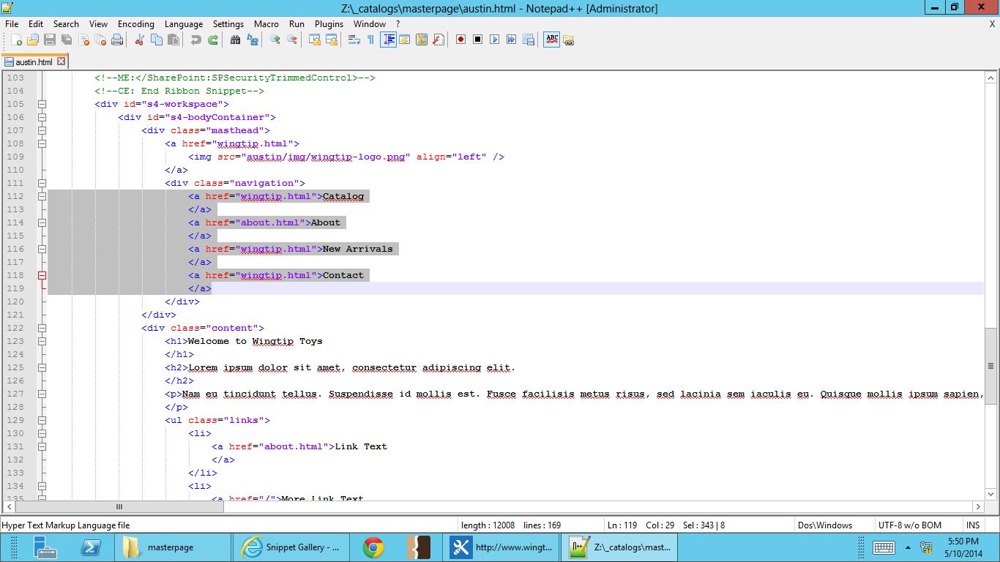 Z:\_catalogs\masterpage\austin.html - Notepad++ [Administrator]
File Edit Search View Encoding Language Settings Macro Run Plugins Window ? X
austin.html
103 <!--ME:</SharePoint:SPSecurityTrimmedControl>-->
104 <!--CE: End Ribbon Snippet-->
105 <div id="s4-workspace">
106 <div id="s4-bodyContainer">
107 <div class="masthead">
108 <a href="wingtip.html">
109 <img src="austin/img/wingtip-logo.png" align="left" />
110 </a>
111 <div class="navigation">
112 <a href="wingtip.html">Catalog
113 </a>
114 <a href="about.html">About
115 </a>
116 <a href="wingtip.html">New Arrivals
117 </a>
118 <a href="wingtip.html">Contact
119 </a>
120 </div>
121 </div>
122 <div class="content">
123 <h1>Welcome to Wingtip Toys
124 </h1>
125 <h2>Lorem ipsum dolor sit amet, consectetur adipiscing elit.
126 </h2>
127 <p>Nam eu tincidunt tellus. Suspendisse id mollis est. Fusce facilisis metus risus, sed lacinia sem iaculis eu. Quisque mollis ipsum sapien,
128 </p>
129 <ul class="links">
130 <li>
131 <a href="about.html">Link Text
132 </a>
133 </li>
134 <li>
135 <a href="/">More Link Text
Hyper Text Markup Language file length : 12008 lines : 169 Ln : 119 Col : 29 Sel : 343 | 8 Dos\Windows UTF-8 w/o BOM INS
masterpage Snippet Gallery - ... http://www.wingt... Z:\_catalogs\mast... 5:50 PM
5/10/2014